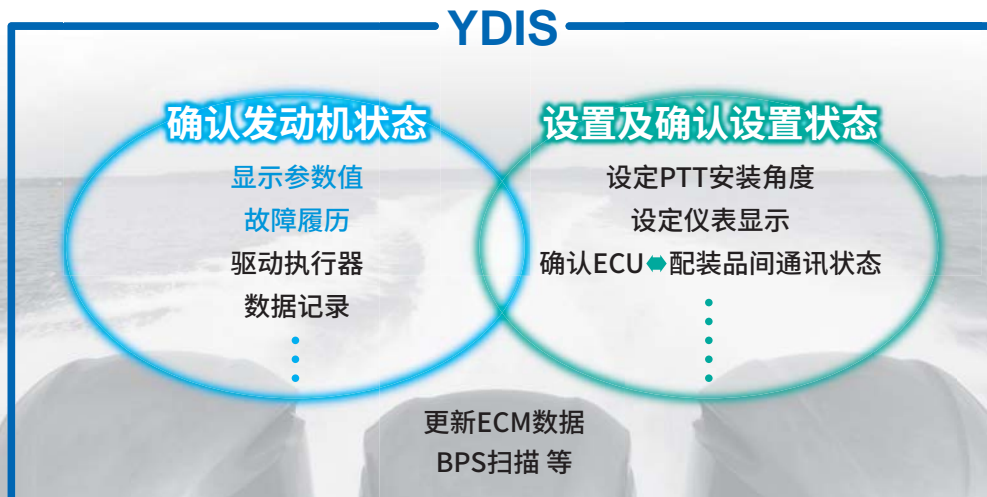 YDIS
确认发动机状态
显示参数值
故障履历
驱动执行器
数据记录
设置及确认设置状态
设定PTT安装角度
设定仪表显示
确认ECU⬌配装品间通讯状态
更新ECM数据
BPS扫描 等